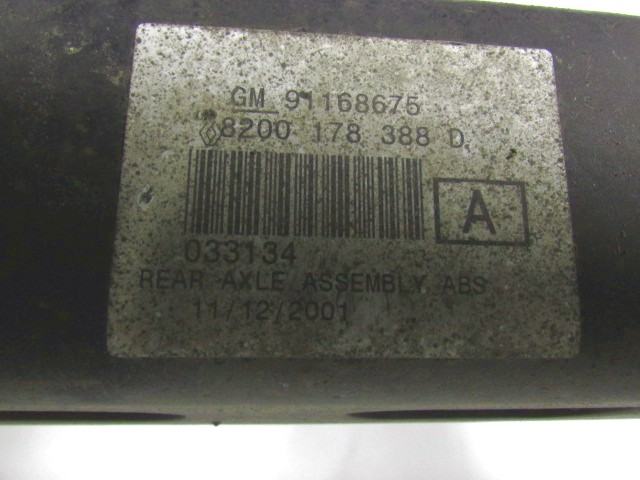 GM 91168675
8200 178 388 D
A
033134
REAR AXLE ASSEMBLY ABS
11/12/2001